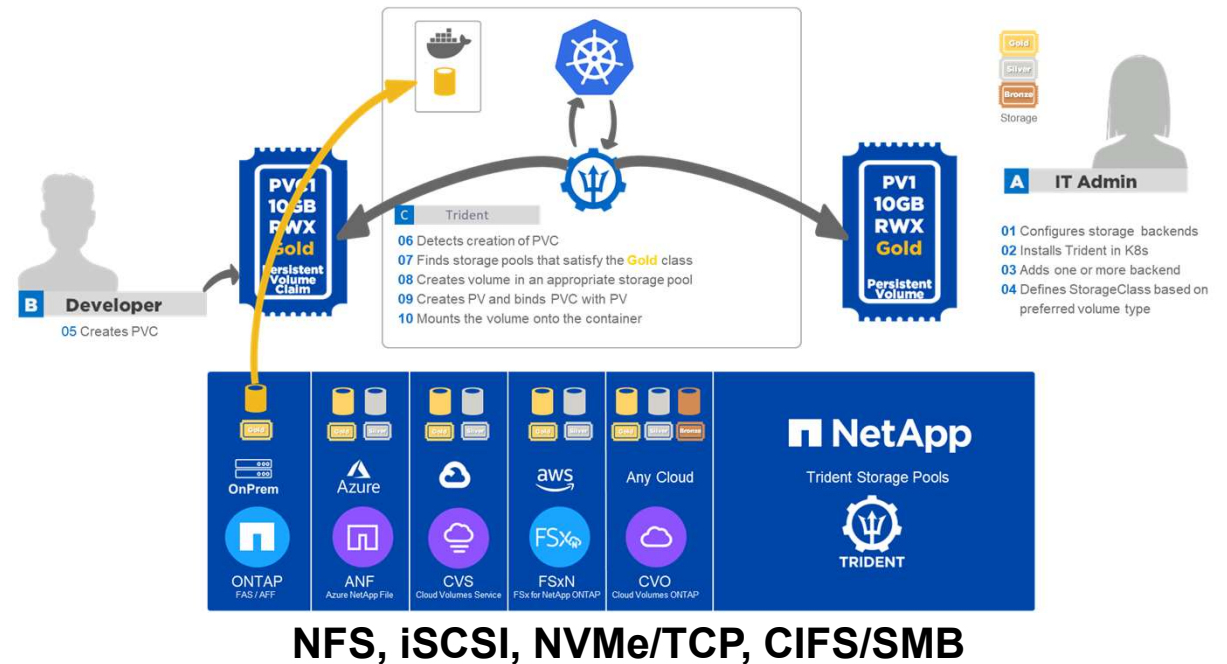 Gold
Silver
Bronze
Storage
PVC1
10GB
RWX
Gold
Persistent
Volume
Claim
PV1
10GB
RWX
Gold
Persistent
Volume
A IT Admin
01 Configures storage backends
02 Installs Trident in K8s
03 Adds one or more backend
04 Defines StorageClass based on
preferred volume type
B Developer
05 Creates PVC
C Trident
06 Detects creation of PVC
07 Finds storage pools that satisfy the Gold class
08 Creates volume in an appropriate storage pool
09 Creates PV and binds PVC with PV
10 Mounts the volume onto the container
Gold
OnPrem
ONTAP
FAS / AFF
Gold Silver
Azure
ANF
Azure NetApp File
Gold Silver
CVS
Cloud Volumes Service
Gold Silver
aws
FSxN
FSxN
FSx for NetApp ONTAP
Gold Silver Bronze
Any Cloud
CVO
Cloud Volumes ONTAP
NetApp
Trident Storage Pools
TRIDENT
NFS, iSCSI, NVMe/TCP, CIFS/SMB